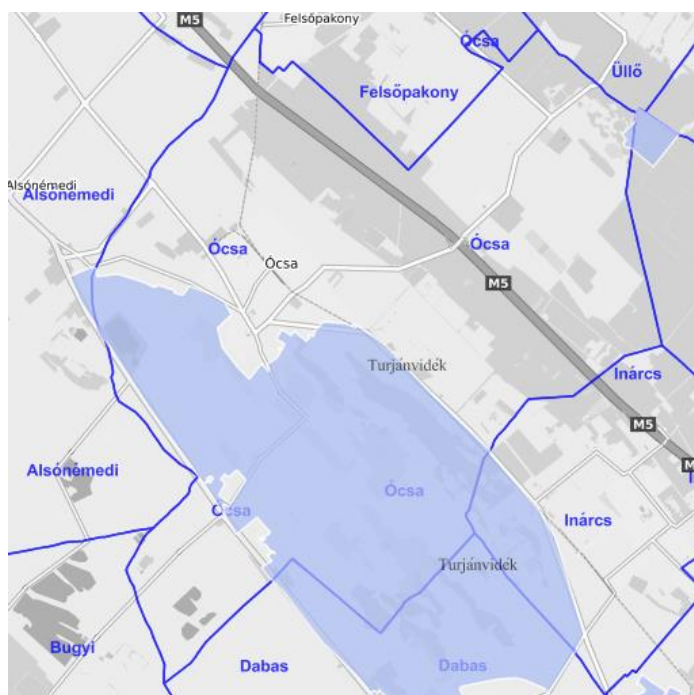 Felsőpakony
M5
Ócsa
Üllő
Felsőpakony
Alsónémedi
Alsónémedi
Ócsa
Ócsa
Ócsa
M5
Turjánvidék
Inárcs
M5
Alsónémedi
Ócsa
Ócsa
Inárcs
Turjánvidék
Bugyi
Dabas
Dabas